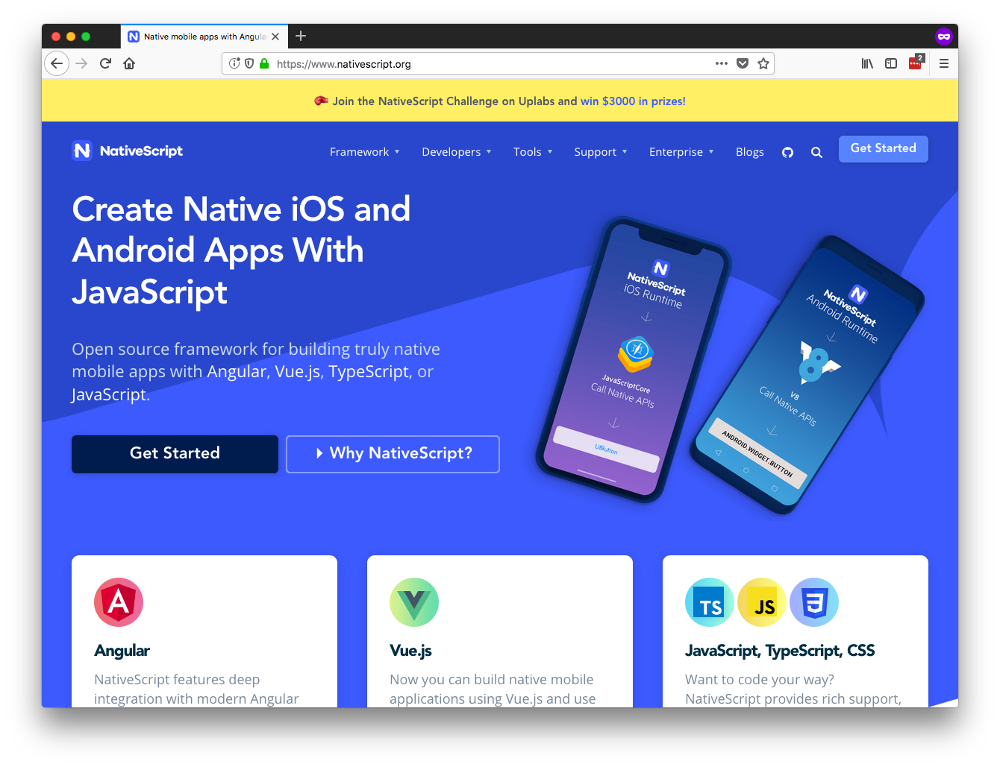 Native mobile apps with Angula
2
https://www.nativescript.org
Join the NativeScript Challenge on Uplabs and win $3000 in prizes!
N NativeScript
Framework
Developers
Tools
Support
Enterprise
Blogs
Get Started
Create Native iOS and
Android Apps With
JavaScript
Open source framework for building truly native
mobile apps with Angular, Vue.js, TypeScript, or
JavaScript.
Get Started
Why NativeScript?
NativeScript
iOS Runtime
JavaScriptCore
Call Native APIs
UIButton
NativeScript
Android Runtime
V8
Call Native APIs
ANDROID.WIDGET.BUTTON
A
Angular
NativeScript features deep
integration with modern Angular
Vue.js
Now you can build native mobile
applications using Vue.js and use
TS JS 3
JavaScript, TypeScript, CSS
Want to code your way?
NativeScript provides rich support,